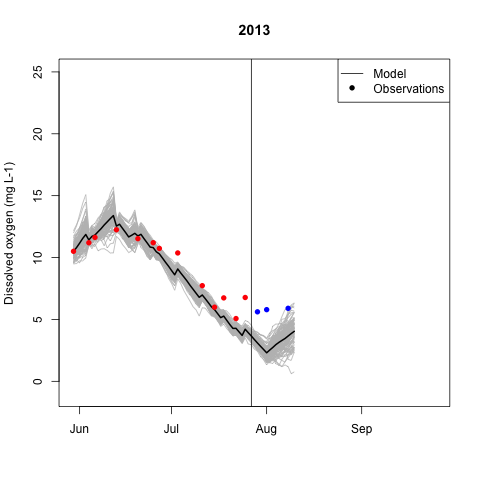 2013
Model
Observations
Dissolved oxygen (mg L-1)
25
20
15
10
5
0
Jun
Jul
Aug
Sep